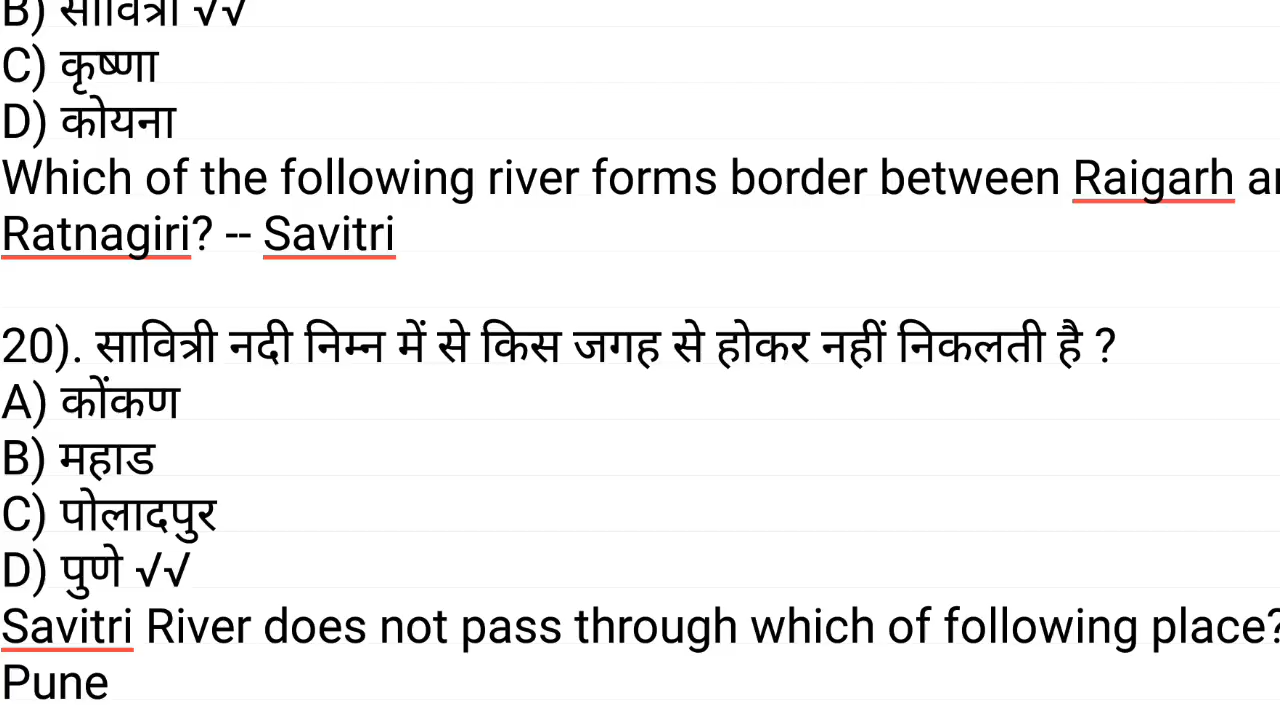 B) सावित्री √√
C) कृष्णा
D) कोयना
Which of the following river forms border between Raigarh
Ratnagiri? -- Savitri
20). सावित्री नदी निम्न में से किस जगह से होकर नहीं निकलती है ?
A) कोंकण
B) महाड
C) पोलादपुर
D) पुणे √√
Savitri River does not pass through which of following place?
Pune